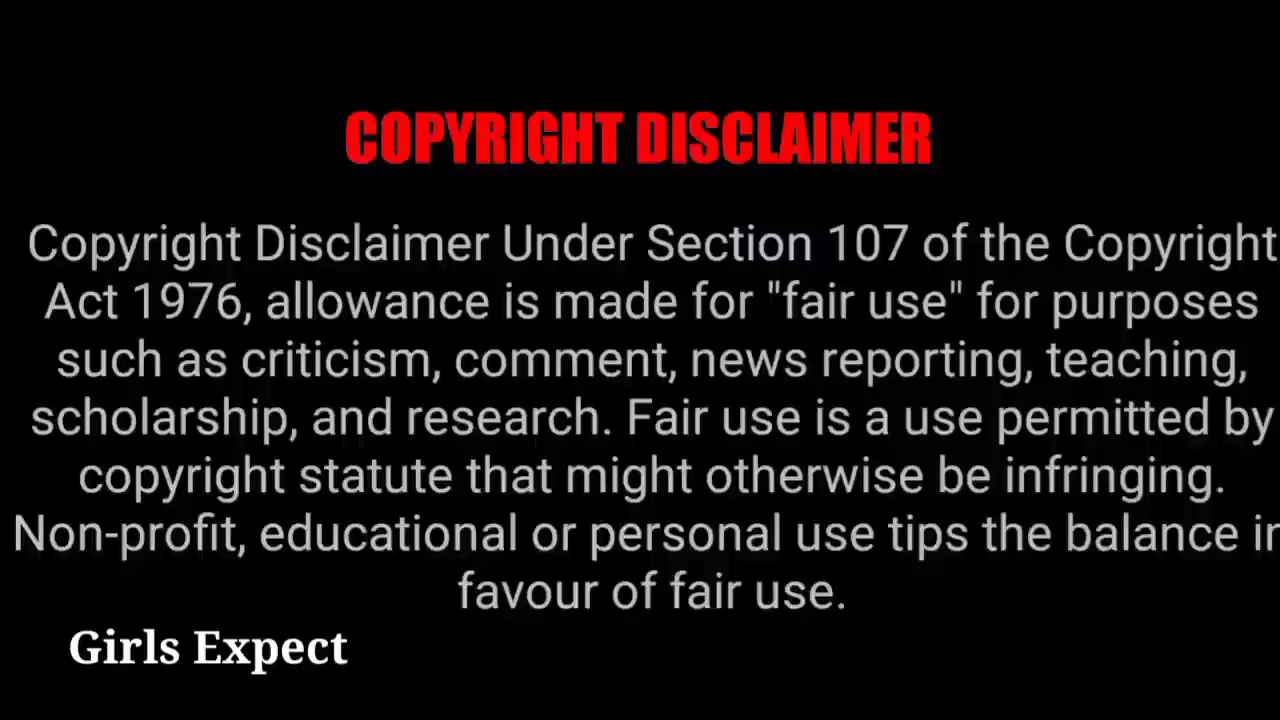 COPYRIGHT DISCLAIMER
Copyright Disclaimer Under Section 107 of the Copyright
Act 1976, allowance is made for "fair use" for purposes
such as criticism, comment, news reporting, teaching,
scholarship, and research. Fair use is a use permitted by
copyright statute that might otherwise be infringing.
Non-profit, educational or personal use tips the balance in
favour of fair use.
Girls Expect